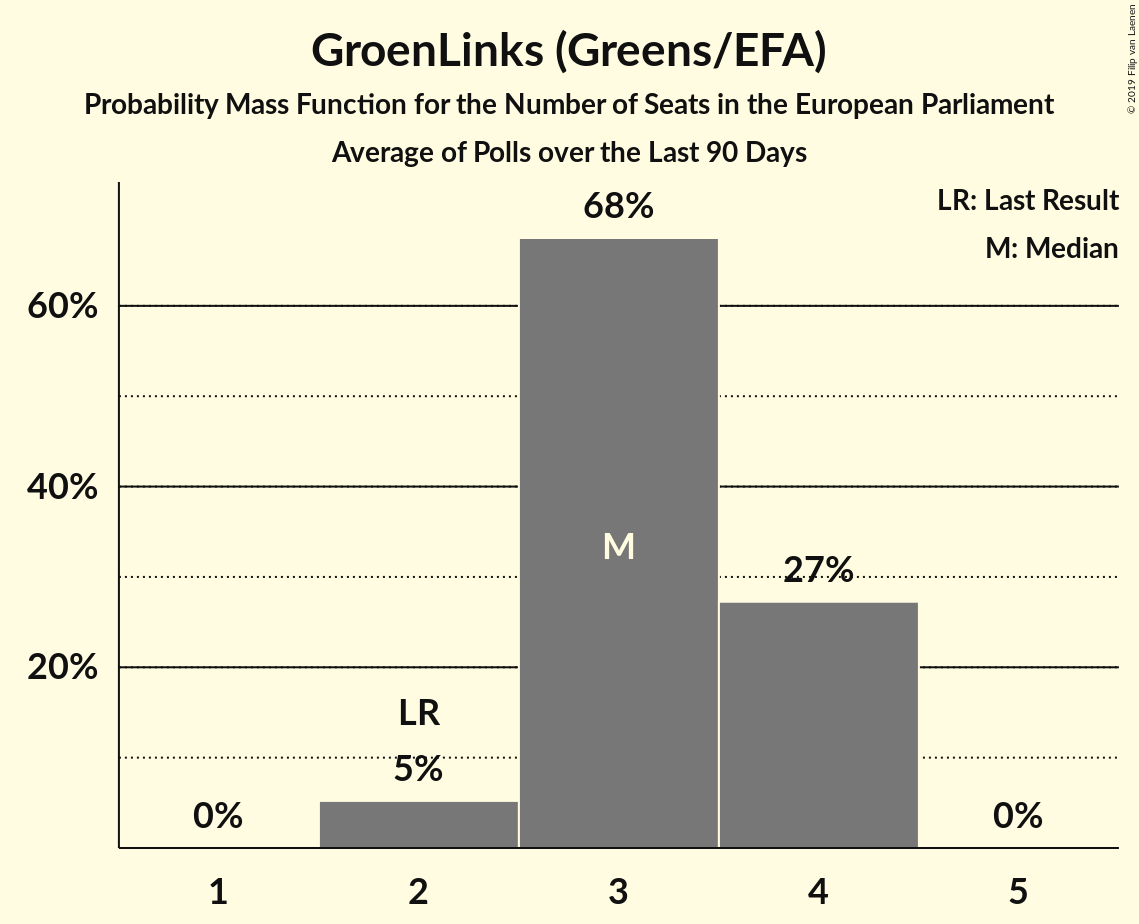 GroenLinks (Greens/EFA)
Probability Mass Function for the Number of Seats in the European Parliament
Average of Polls over the Last 90 Days
© 2019 Filip van Laenen
LR: Last Result
M: Median
68%
60%
40%
M
27%
20%
LR
5%
0%
0%
1 2 3 4 5